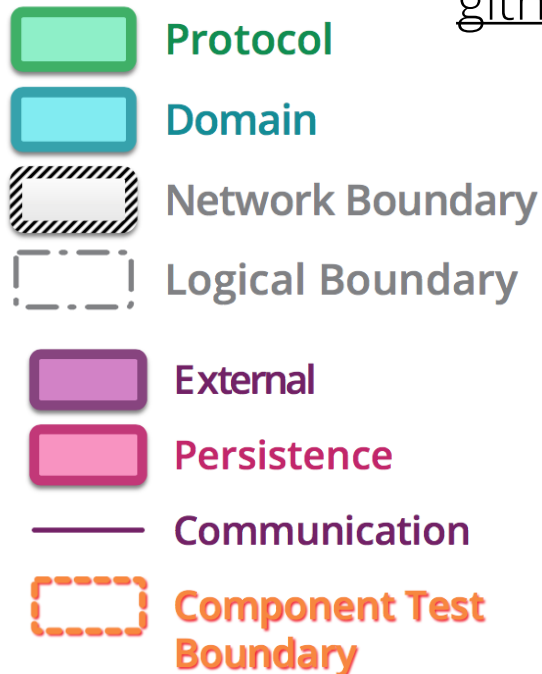 Protocol
Domain
Network Boundary
Logical Boundary
External
Persistence
Communication
Component Test
Boundary